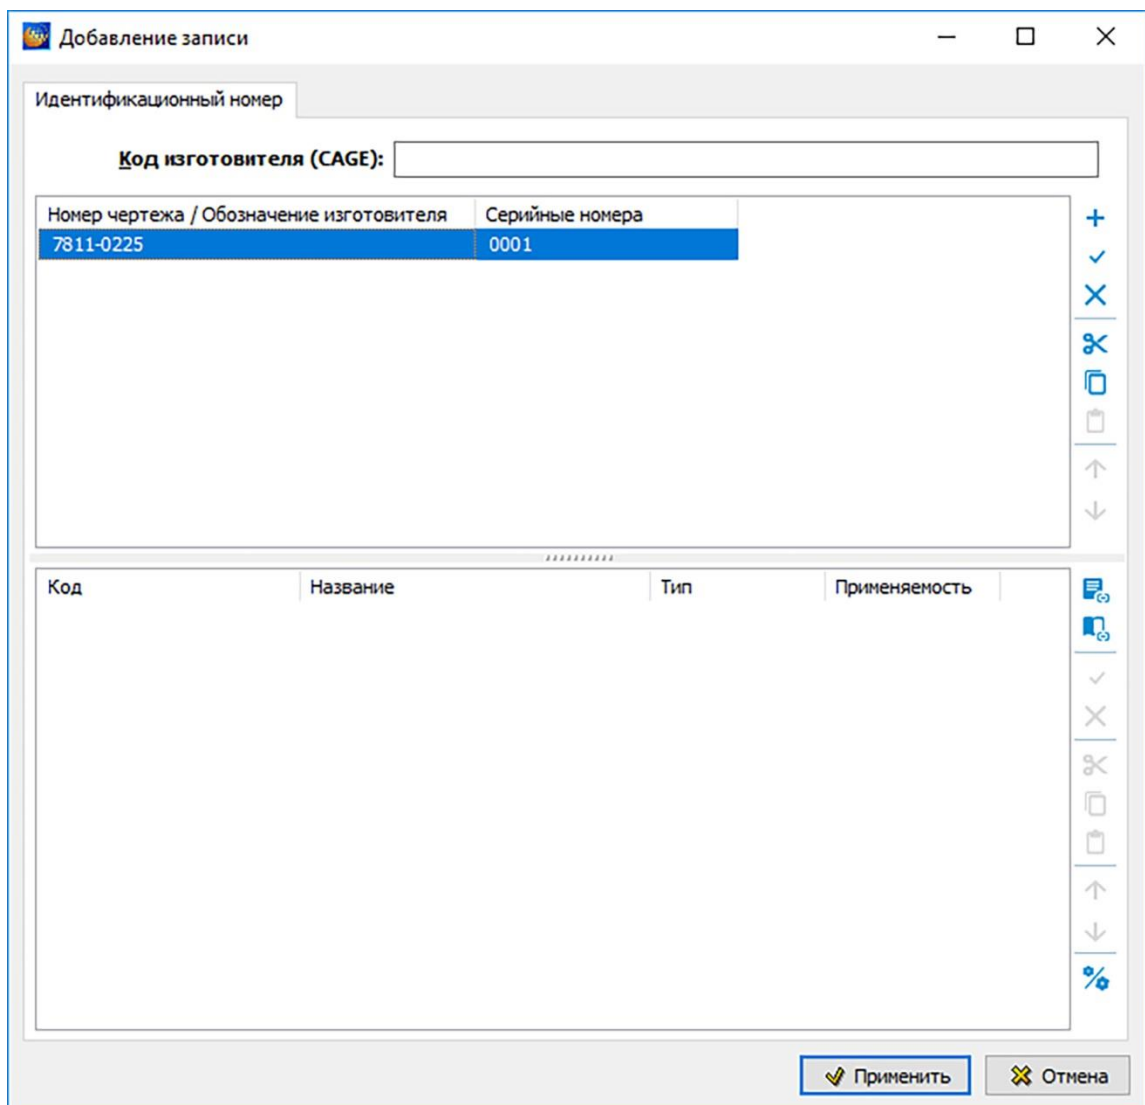 Добавление записи
Идентификационный номер
Код изготовителя (CAGE):
Номер чертежа / Обозначение изготовителя Серийные номера
7811-0225 0001
Код Название Тип Применяемость
Применить Отмена